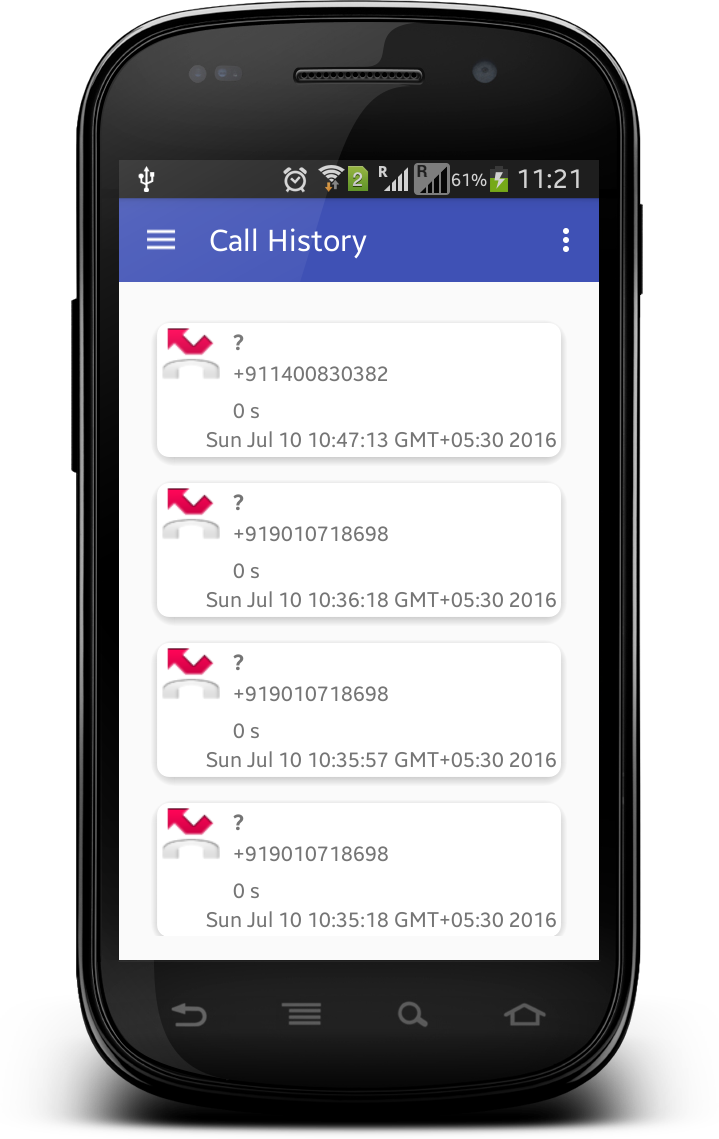 2 R R 61% 11:21
Call History
?
+911400830382
0 s
Sun Jul 10 10:47:13 GMT+05:30 2016
?
+919010718698
0 s
Sun Jul 10 10:36:18 GMT+05:30 2016
?
+919010718698
0 s
Sun Jul 10 10:35:57 GMT+05:30 2016
?
+919010718698
0 s
Sun Jul 10 10:35:18 GMT+05:30 2016